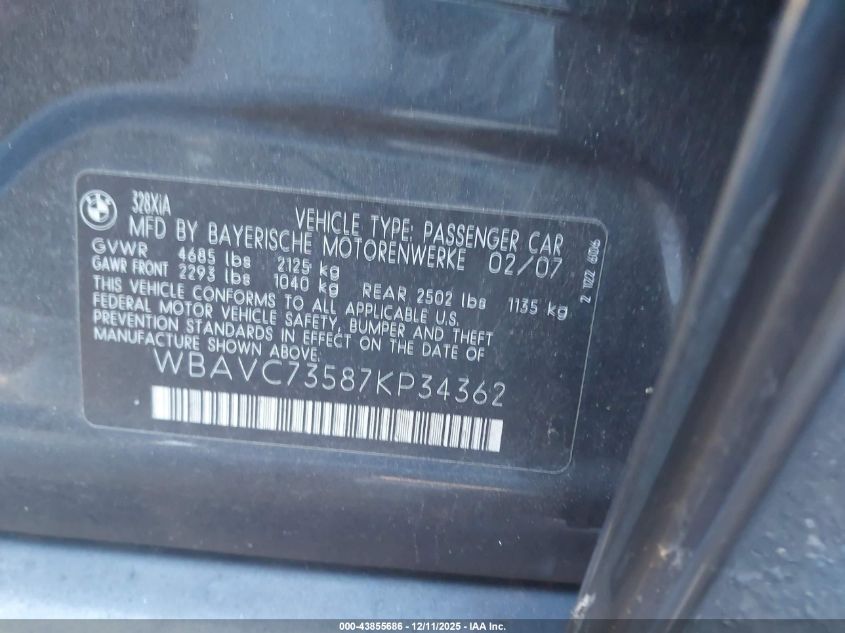 BMW
328XiA
VEHICLE TYPE: PASSENGER CAR
MFD BY BAYERISCHE MOTORENWERKE 02/07
GVWR 4685 lbs 2125 kg
GAWR FRONT 2293 lbs 1040 kg REAR 2502 lbs 1135 kg
THIS VEHICLE CONFORMS TO ALL APPLICABLE U.S.
FEDERAL MOTOR VEHICLE SAFETY, BUMPER AND THEFT
PREVENTION STANDARDS IN EFFECT ON THE DATE OF
MANUFACTURE SHOWN ABOVE.
WBAVC73587KP34362
000-43855686 - 12/11/2025 - IAA Inc.